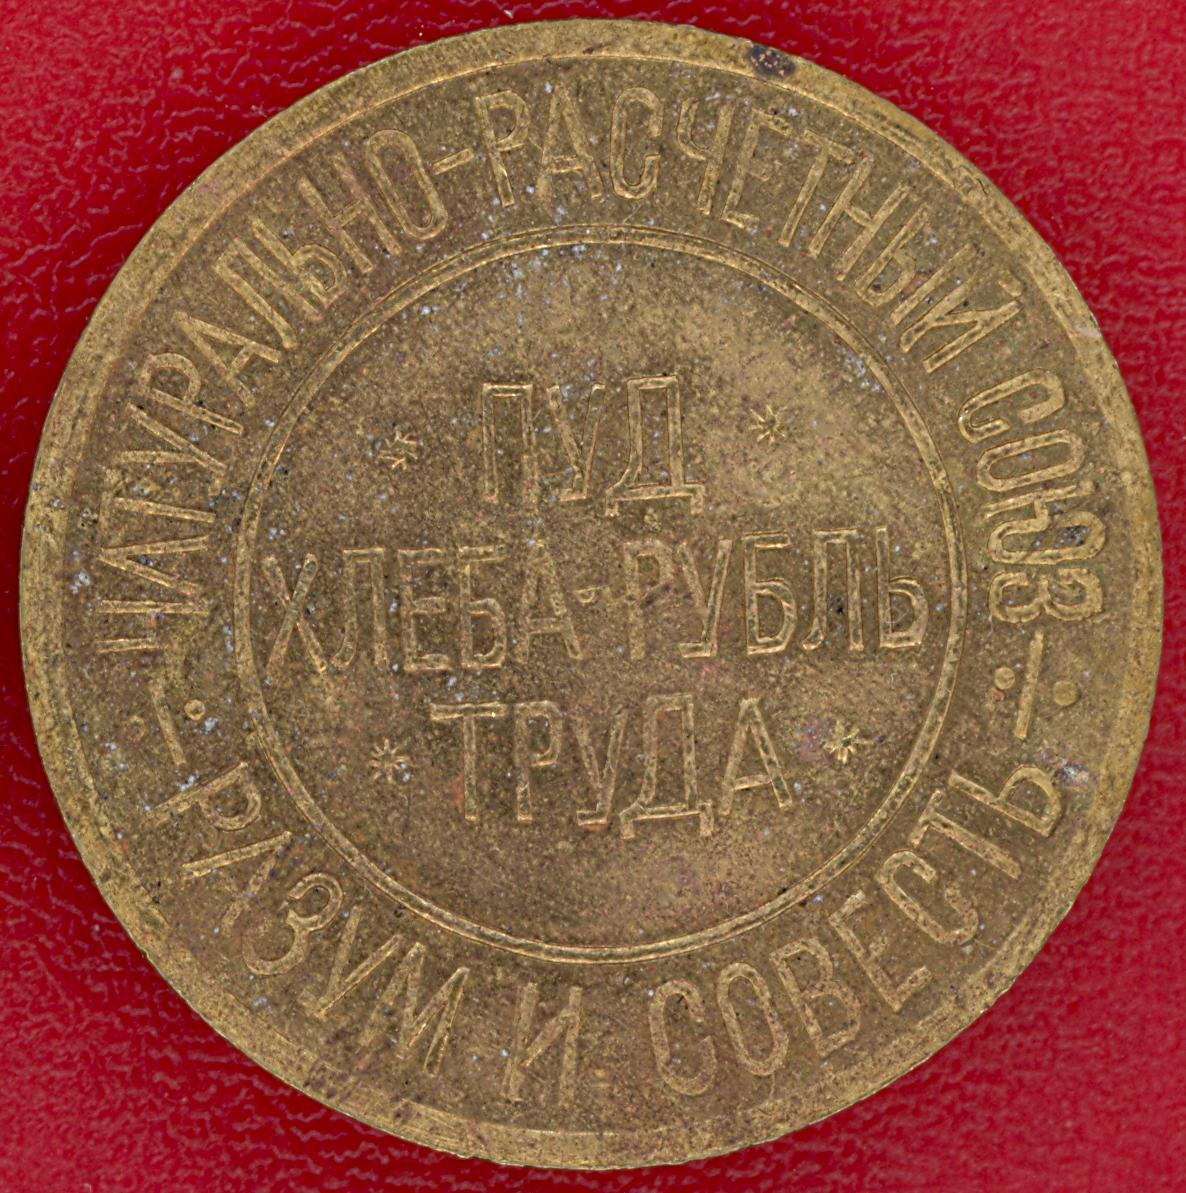 НАТУРАЛЬНО-РАСЧЕТНЫЙ СОЮЗ
ПУД
ХЛЕБА-РУБЛЬ
ТРУДА
РАЗУМ И СОВЕСТЬ